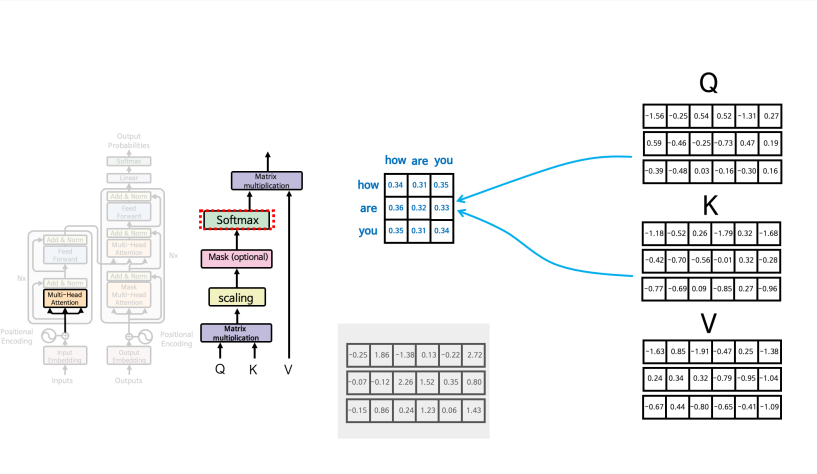 Output
Probabilities
Softmax
Linear
Add & Norm
Feed
Forward
Add & Norm
Multi-Head
Attention
Add & Norm
Mask
Multi-Head
Attention
Nx
Add & Norm
Feed
Forward
Nx
Add & Norm
Multi-Head
Attention
Positional
Encoding
Positional
Encoding
Input
Embedding
Output
Embedding
Inputs
Outputs
Matrix
multiplication
Softmax
Mask (optional)
scaling
Matrix
multiplication
Q K V
how are you
how 0.34 0.31 0.35
are 0.36 0.32 0.33
you 0.35 0.31 0.34
−0.25 1.86 −1.38 0.13 −0.22 2.72
−0.07 −0.12 2.26 1.52 0.35 0.80
−0.15 0.86 0.24 1.23 0.06 1.43
Q
−1.56 −0.25 0.54 0.52 −1.31 0.27
0.59 −0.46 −0.25 −0.73 0.47 0.19
−0.39 −0.48 0.03 −0.16 −0.30 0.16
K
−1.18 −0.52 0.26 −1.79 0.32 −1.68
−0.42 −0.70 −0.56 −0.01 0.32 −0.28
−0.77 −0.69 0.09 −0.85 0.27 −0.96
V
−1.63 0.85 −1.91 −0.47 0.25 −1.38
0.24 0.34 0.32 −0.79 −0.95 −1.04
−0.67 0.44 −0.80 −0.65 −0.41 −1.09